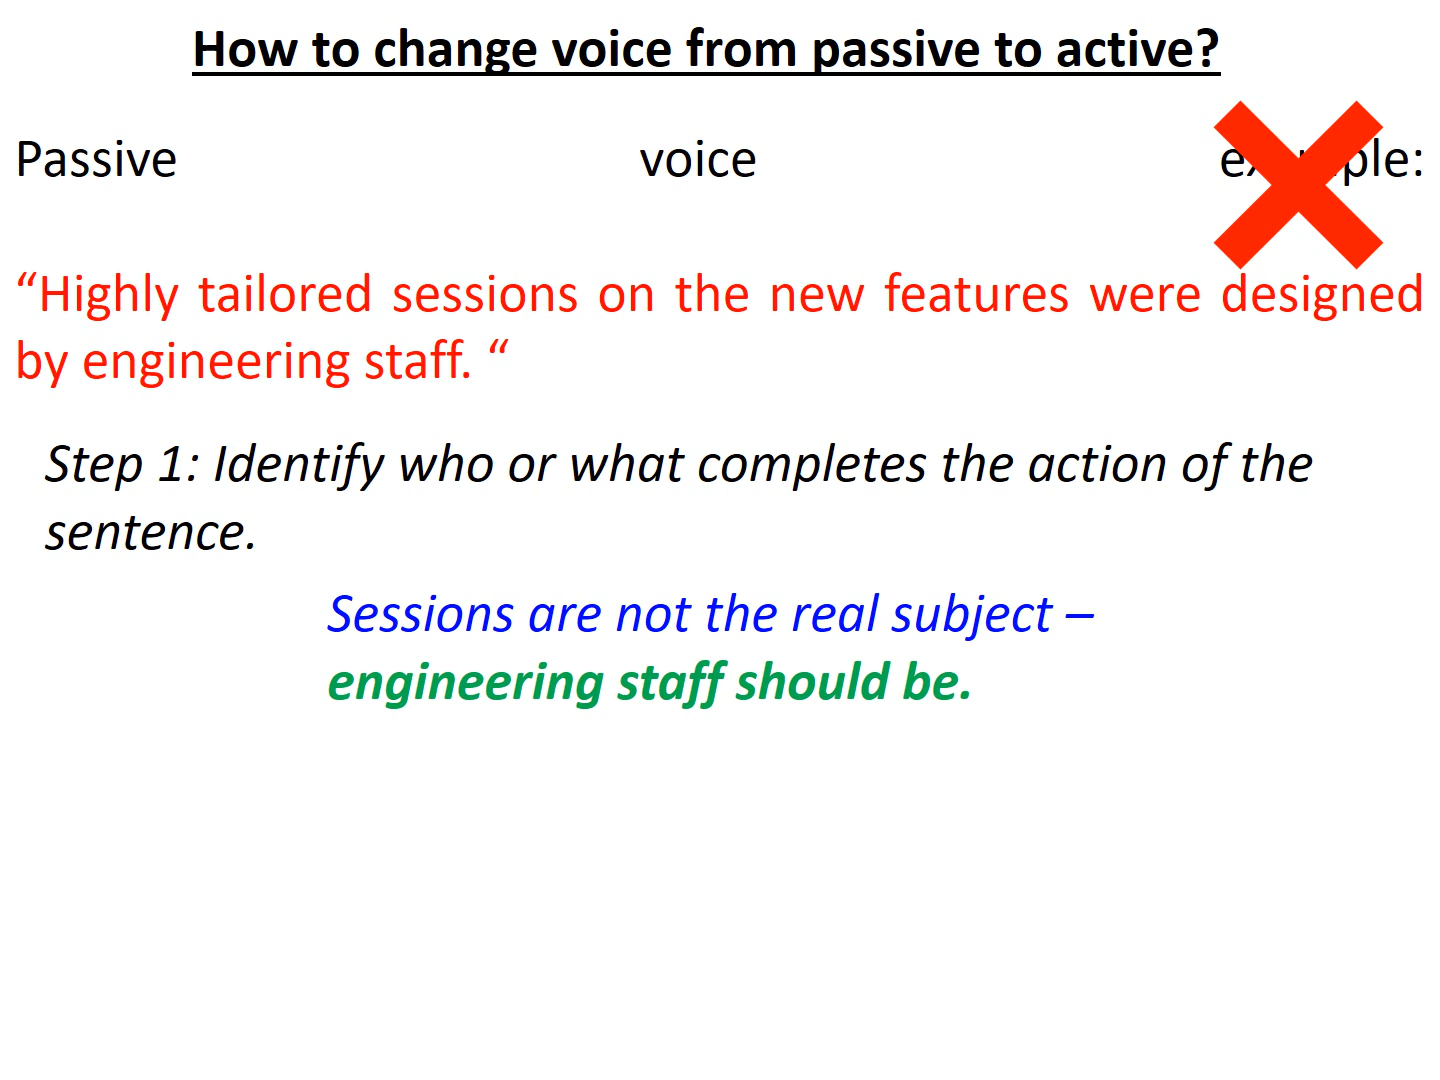 How to change voice from passive to active?
Passive voice example:
“Highly tailored sessions on the new features were designed
by engineering staff. “
Step 1: Identify who or what completes the action of the
sentence.
Sessions are not the real subject –
engineering staff should be.